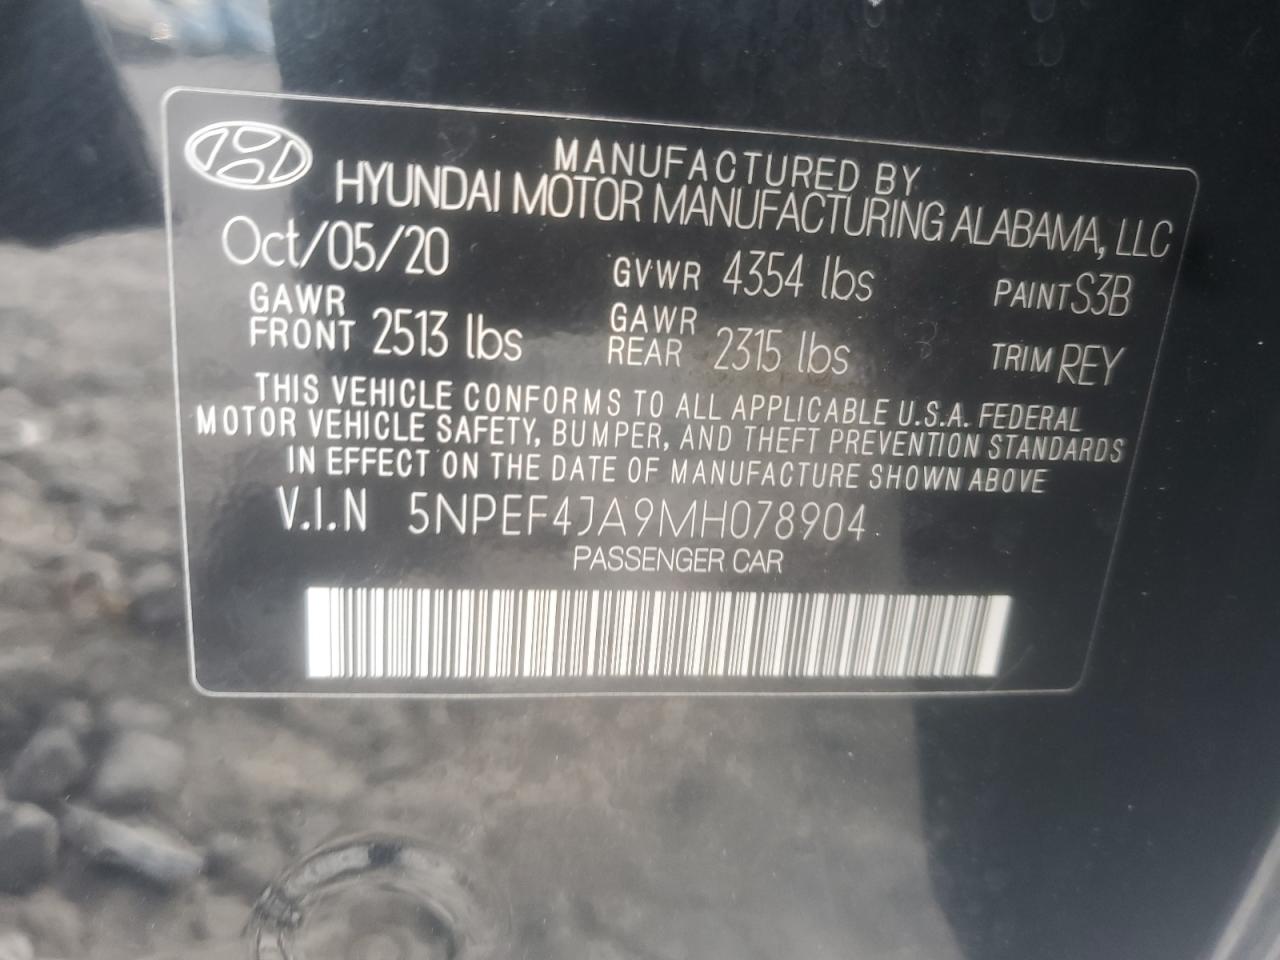 MANUFACTURED BY
HYUNDAI MOTOR MANUFACTURING ALABAMA, LLC
Oct/05/20 GVWR 4354 lbs PAINT S3B
GAWR FRONT 2513 lbs GAWR REAR 2315 lbs TRIM REY
THIS VEHICLE CONFORMS TO ALL APPLICABLE U.S.A. FEDERAL
MOTOR VEHICLE SAFETY, BUMPER, AND THEFT PREVENTION STANDARDS
IN EFFECT ON THE DATE OF MANUFACTURE SHOWN ABOVE
V.I.N 5NPEF4JA9MH078904
PASSENGER CAR